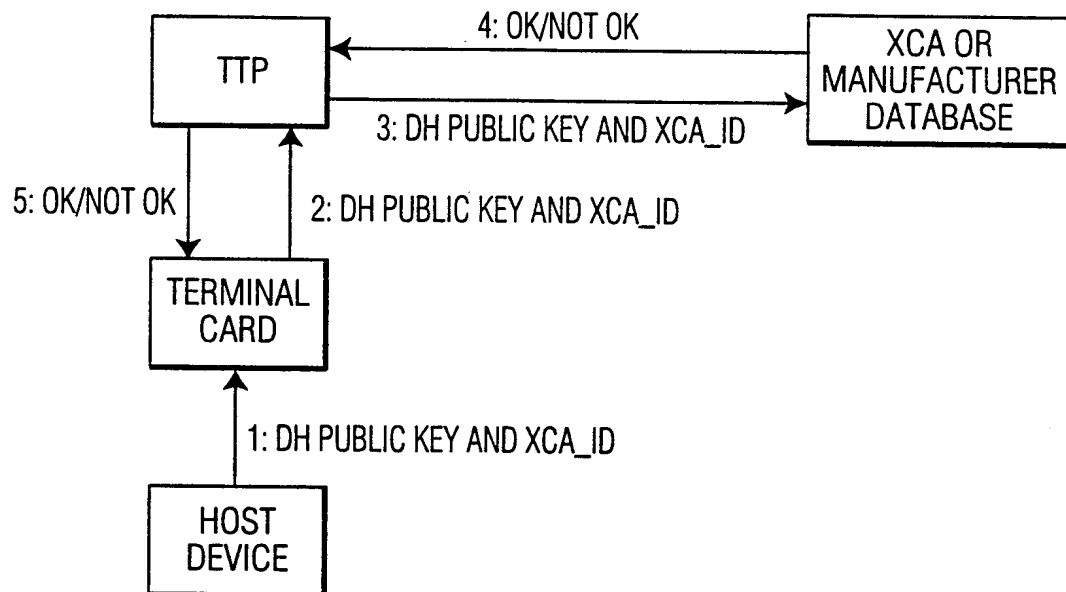 4: OK/NOT OK
TTP
XCA OR
MANUFACTURER
DATABASE
3: DH PUBLIC KEY AND XCA_ID
5: OK/NOT OK
2: DH PUBLIC KEY AND XCA_ID
TERMINAL
CARD
1: DH PUBLIC KEY AND XCA_ID
HOST
DEVICE